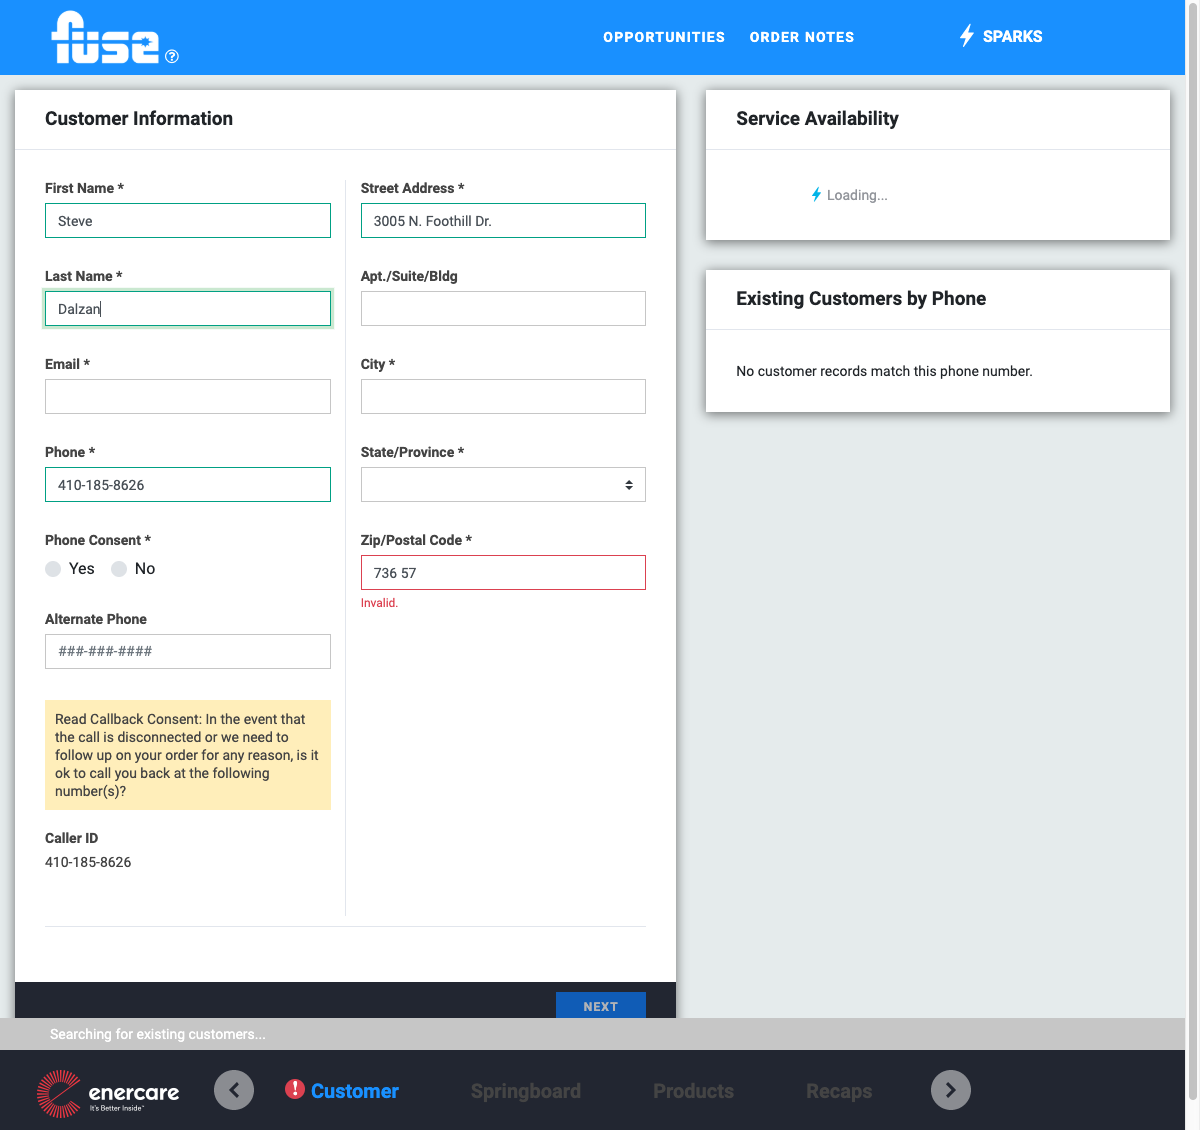 fuse ?
OPPORTUNITIES
ORDER NOTES
SPARKS
Customer Information
First Name *
Steve
Last Name *
Dalzan
Email *
Phone *
410-185-8626
Phone Consent *
Yes
No
Alternate Phone
###-###-####
Read Callback Consent: In the event that
the call is disconnected or we need to
follow up on your order for any reason, is it
ok to call you back at the following
number(s)?
Caller ID
410-185-8626
Street Address *
3005 N. Foothill Dr.
Apt./Suite/Bldg
City *
State/Province *
Zip/Postal Code *
736 57
Invalid.
NEXT
Service Availability
Loading...
Existing Customers by Phone
No customer records match this phone number.
Searching for existing customers...
enercare
It's Better Inside™
Customer
Springboard
Products
Recaps